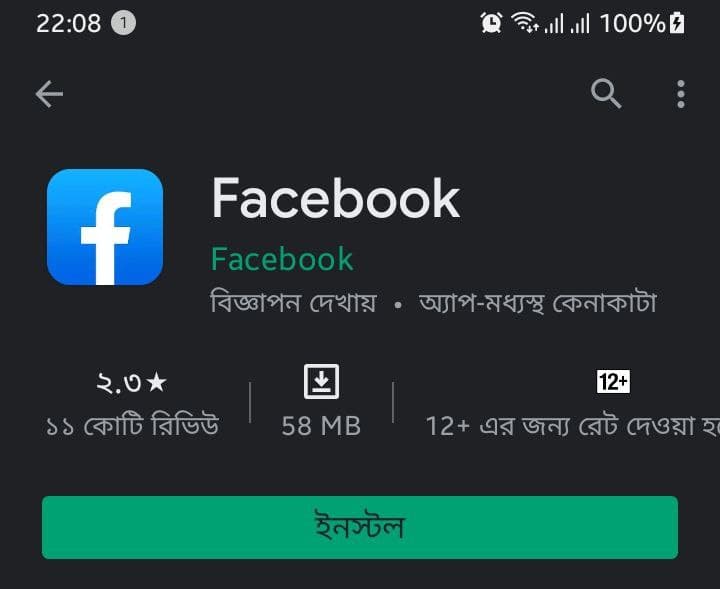 22:08 1 100%
Facebook
Facebook
বিজ্ঞাপন দেখায় • অ্যাপ-মধ্যস্থ কেনাকাটা
২.৩★ 12+
১১ কোটি রিভিউ 58 MB 12+ এর জন্য রেট দেওয়া
ইনস্টল